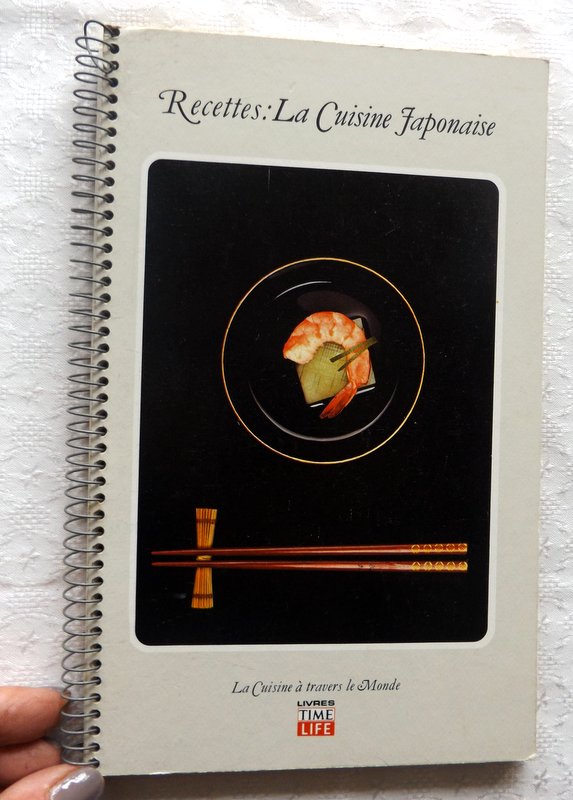 Recettes: La Cuisine Japonaise
La Cuisine à travers le Monde
LIVRES
TIME
LIFE